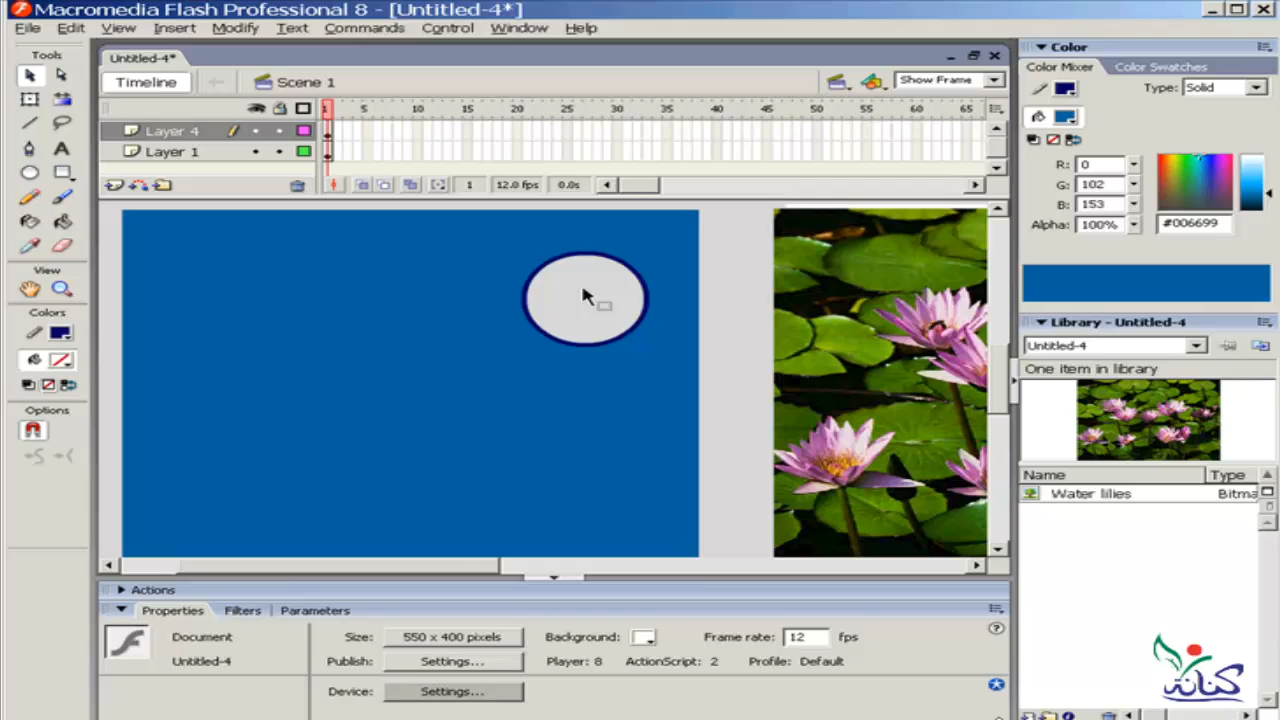 Macromedia Flash Professional 8 - [Untitled-4*]
File Edit View Insert Modify Text Commands Control Window Help
Tools
View
Colors
Options
Untitled-4*
Timeline
Scene 1
Show Frame
1 5 10 15 20 25 30 35 40 45 50 55 60 65
Layer 4
Layer 1
1 12.0 fps 0.0s
Color
Color Mixer Color Swatches
Type: Solid
R: 0
G: 102
B: 153
Alpha: 100% #006699
Library - Untitled-4
Untitled-4
One item in library
Name Type
Water lilies Bitma
Actions
Properties Filters Parameters
Document
Untitled-4
Size: 550 x 400 pixels Background: Frame rate: 12 fps
Publish: Settings... Player: 8 ActionScript: 2 Profile: Default
Device: Settings...
كنانة